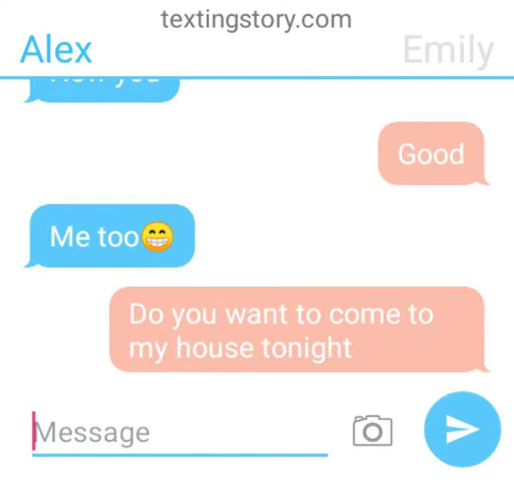 textingstory.com
Alex
Emily
Good
Me too😁
Do you want to come to
my house tonight
Message